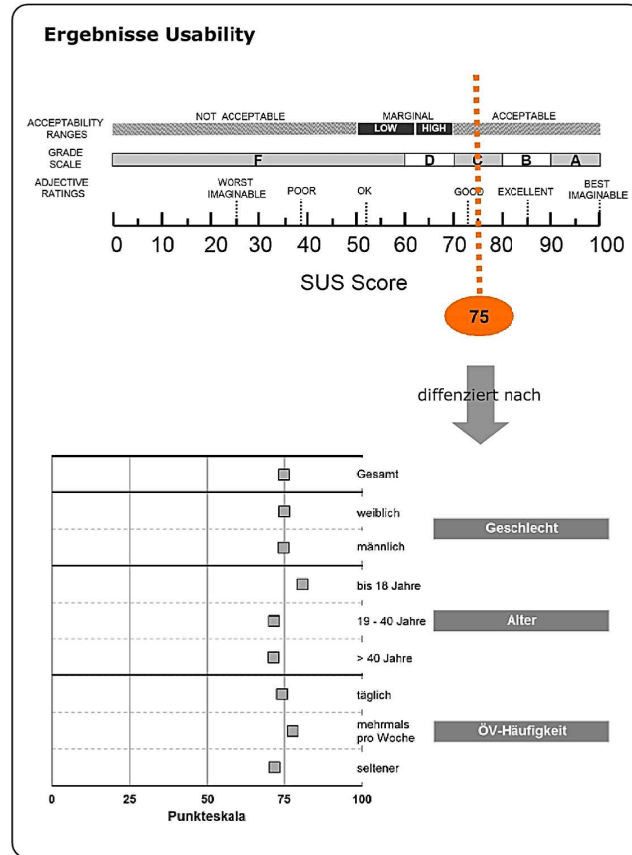 Ergebnisse Usability
NOT ACCEPTABLE MARGINAL ACCEPTABLE
ACCEPTABILITY RANGES LOW HIGH
GRADE SCALE F D C B A
ADJECTIVE RATINGS WORST IMAGINABLE POOR OK GOOD EXCELLENT BEST IMAGINABLE
0 10 20 30 40 50 60 70 80 90 100
SUS Score
75
diffenziert nach
Gesamt
weiblich
Geschlecht
männlich
bis 18 Jahre
19 - 40 Jahre Alter
> 40 Jahre
täglich
mehrmals
pro Woche
ÖV-Häufigkeit
seltener
0 25 50 75 100
Punkteskala